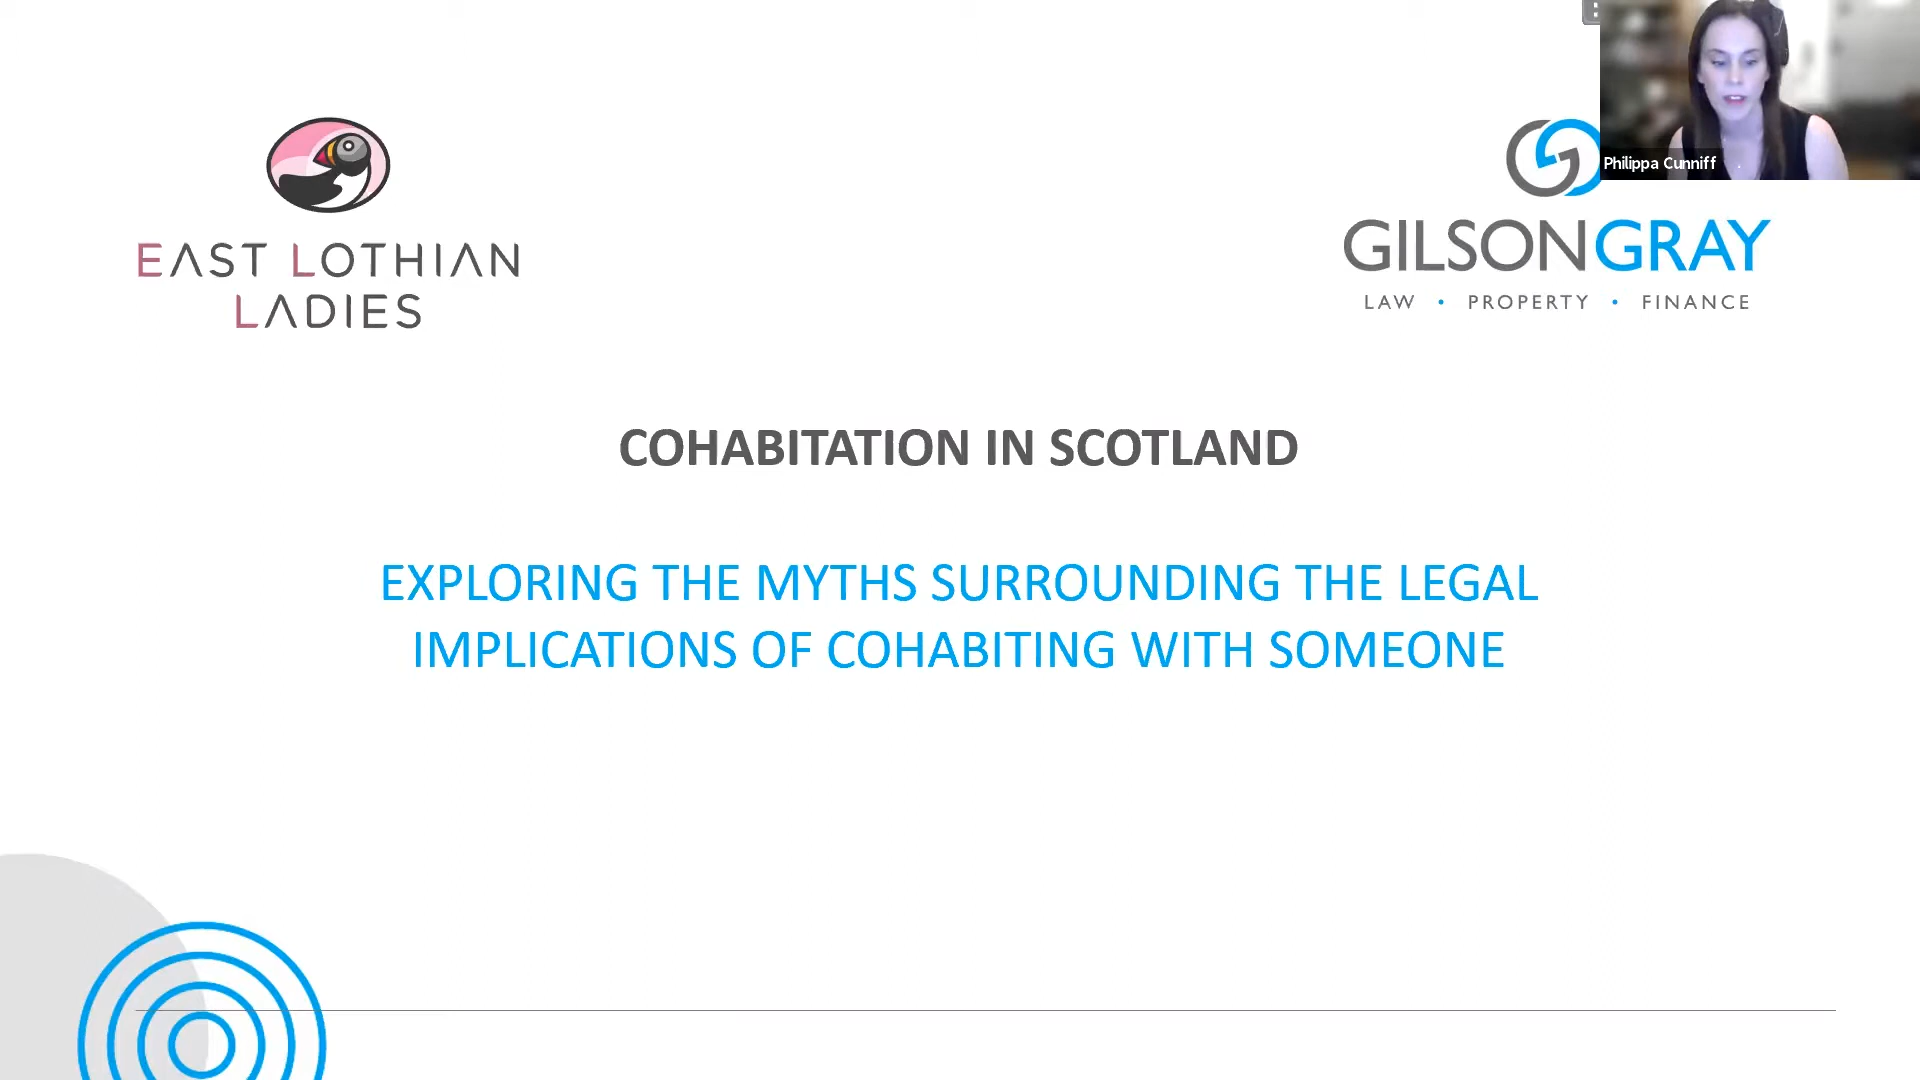 EAST LOTHIAN
LADIES
Philippa Cunniff
GILSONGRAY
LAW • PROPERTY • FINANCE
COHABITATION IN SCOTLAND
EXPLORING THE MYTHS SURROUNDING THE LEGAL
IMPLICATIONS OF COHABITING WITH SOMEONE